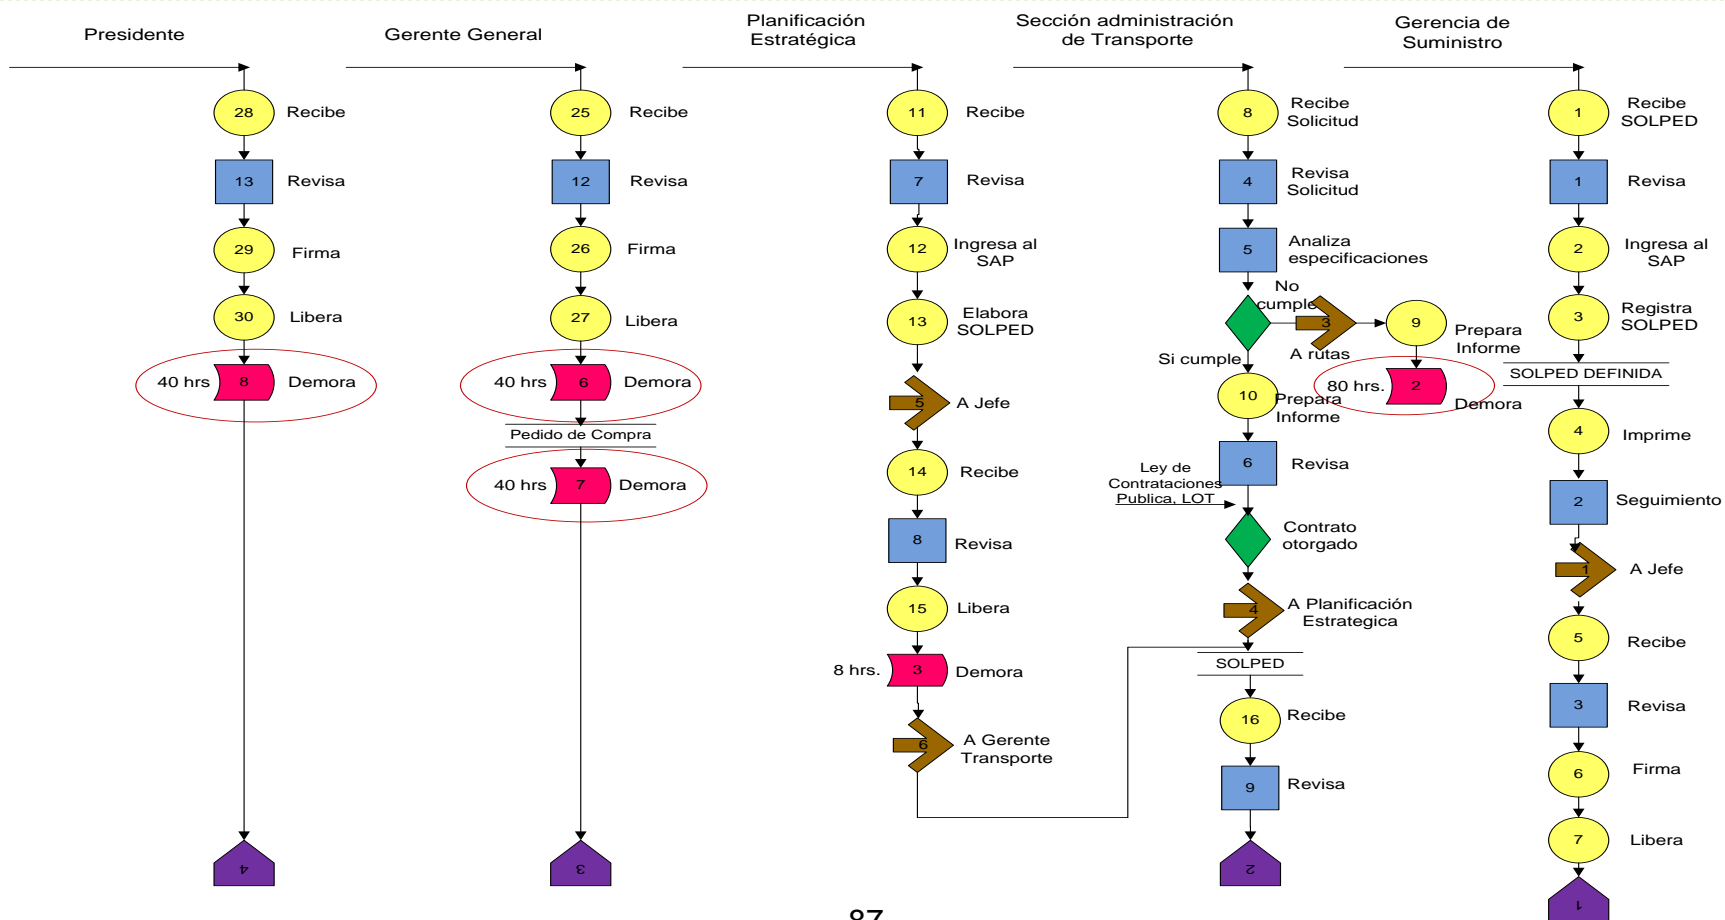 Presidente
28
Recibe
13
Revisa
29
Firma
30
Libera
40 hrs
8
Demora
4
Gerente General
25
Recibe
12
Revisa
26
Firma
27
Libera
40 hrs
6
Demora
Pedido de Compra
40 hrs
7
Demora
3
Planificación
Estratégica
11
Recibe
7
Revisa
12
Ingresa al
SAP
13
Elabora
SOLPED
5
A Jefe
14
Recibe
8
Revisa
15
Libera
8 hrs.
3
Demora
6
A Gerente
Transporte
Sección administración
de Transporte
8
Recibe
Solicitud
4
Revisa
Solicitud
5
Analiza
especificaciones
No
cumple
3
A rutas
9
Prepara
Informe
80 hrs.
2
Demora
Si cumple
10
Prepara
Informe
6
Revisa
Ley de
Contrataciones
Publica, LOT
Contrato
otorgado
4
A Planificación
Estrategica
SOLPED
16
Recibe
9
Revisa
2
Gerencia de
Suministro
1
Recibe
SOLPED
1
Revisa
2
Ingresa al
SAP
3
Registra
SOLPED
SOLPED DEFINIDA
4
Imprime
2
Seguimiento
1
A Jefe
5
Recibe
3
Revisa
6
Firma
7
Libera
1
87